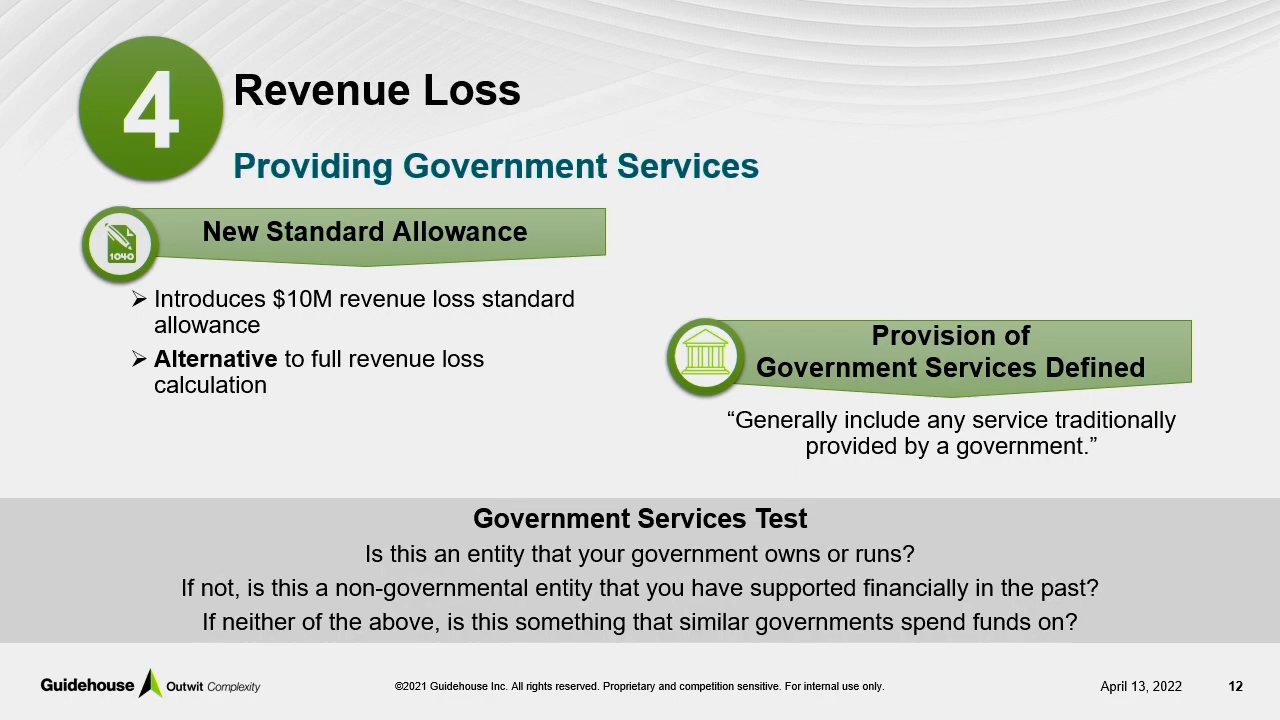 4
Revenue Loss
Providing Government Services
1040
New Standard Allowance
➢ Introduces $10M revenue loss standard
allowance
➢ Alternative to full revenue loss
calculation
Provision of
Government Services Defined
“Generally include any service traditionally
provided by a government.”
Government Services Test
Is this an entity that your government owns or runs?
If not, is this a non-governmental entity that you have supported financially in the past?
If neither of the above, is this something that similar governments spend funds on?
Guidehouse Outwit Complexity
©2021 Guidehouse Inc. All rights reserved. Proprietary and competition sensitive. For internal use only.
April 13, 2022
12